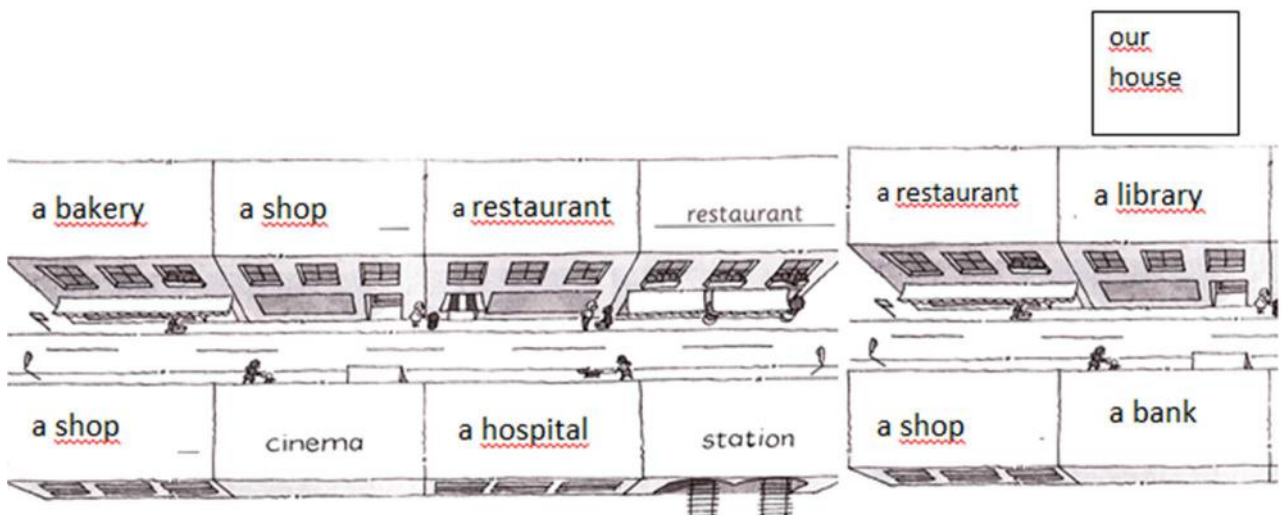 our
house
a bakery a shop a restaurant restaurant a restaurant a library
a shop cinema a hospital station a shop a bank